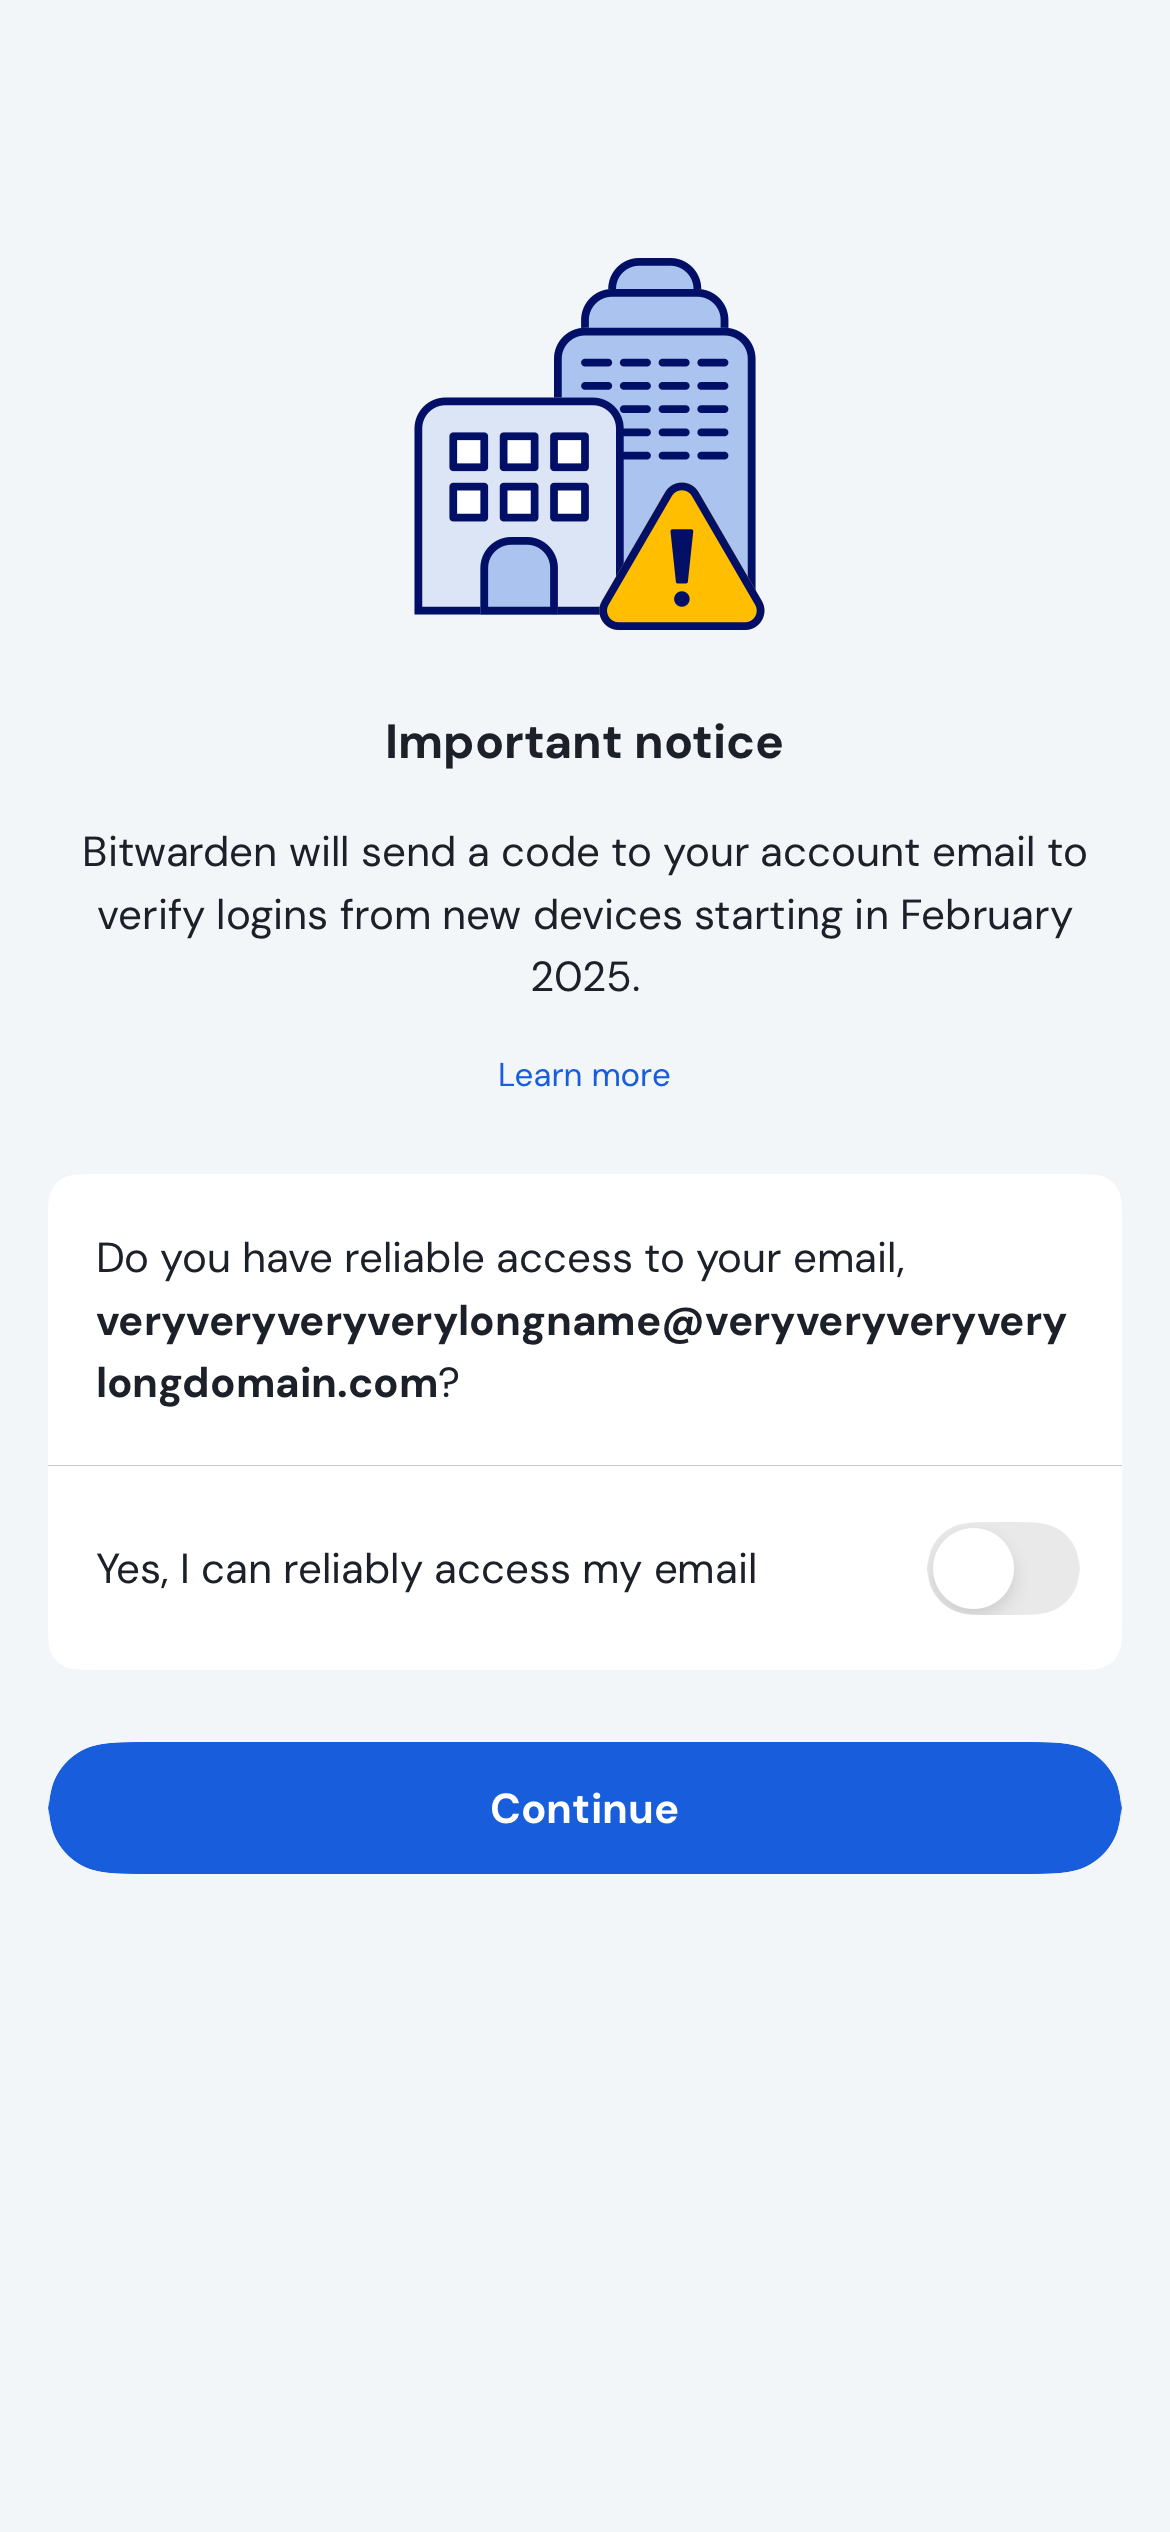 Important notice
Bitwarden will send a code to your account email to
verify logins from new devices starting in February
2025.
Learn more
Do you have reliable access to your email,
veryveryveryverylongname@veryveryveryvery
longdomain.com?
Yes, I can reliably access my email
Continue